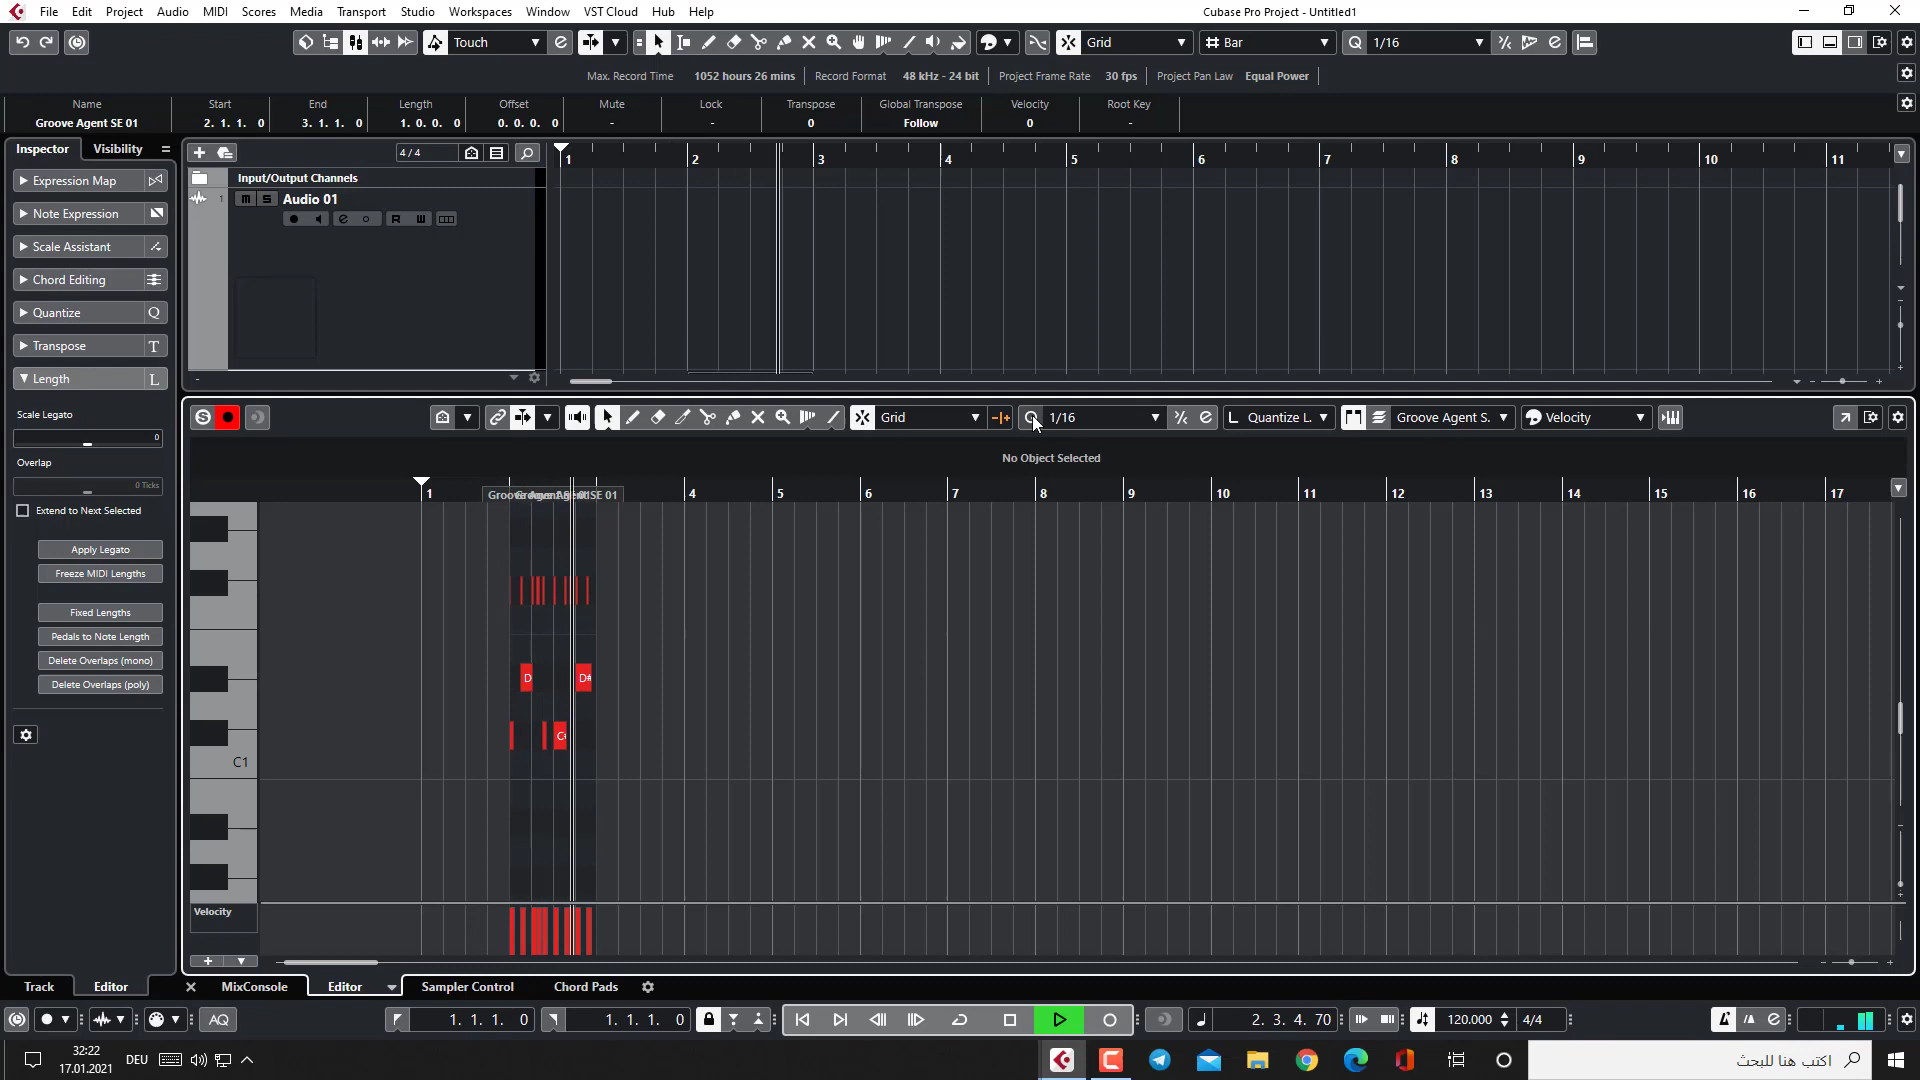 File Edit Project Audio MIDI Scores Media Transport Studio Workspaces Window VST Cloud Hub Help Cubase Pro Project - Untitled1
Touch Grid Bar 1/16
Max. Record Time 1052 hours 26 mins Record Format 48 kHz - 24 bit Project Frame Rate 30 fps Project Pan Law Equal Power
Name Start End Length Offset Mute Lock Transpose Global Transpose Velocity Root Key
Groove Agent SE 01 2. 1. 1. 0 3. 1. 1. 0 1. 0. 0. 0 0. 0. 0. 0 - - 0 Follow 0 -
Inspector Visibility 4/4 1 2 3 4 5 6 7 8 9 10 11
Expression Map Input/Output Channels
1 m S Audio 01
Note Expression R W
Scale Assistant
Chord Editing
Quantize Q
Transpose T
Length L
Scale Legato
0
Overlap
0 Ticks
Extend to Next Selected
Apply Legato
Freeze MIDI Lengths
Fixed Lengths
Pedals to Note Length
Delete Overlaps (mono)
Delete Overlaps (poly)
S Grid 1/16 L Quantize L. Groove Agent S. Velocity
No Object Selected
1 4 5 6 7 8 9 10 11 12 13 14 15 16 17
D D#
C1
Velocity
Track Editor MixConsole Editor Sampler Control Chord Pads
AQ 1. 1. 1. 0 1. 1. 1. 0 2. 3. 4. 70 120.000 4/4
32:22
17.01.2021
DEU
اكتب هنا للبحث